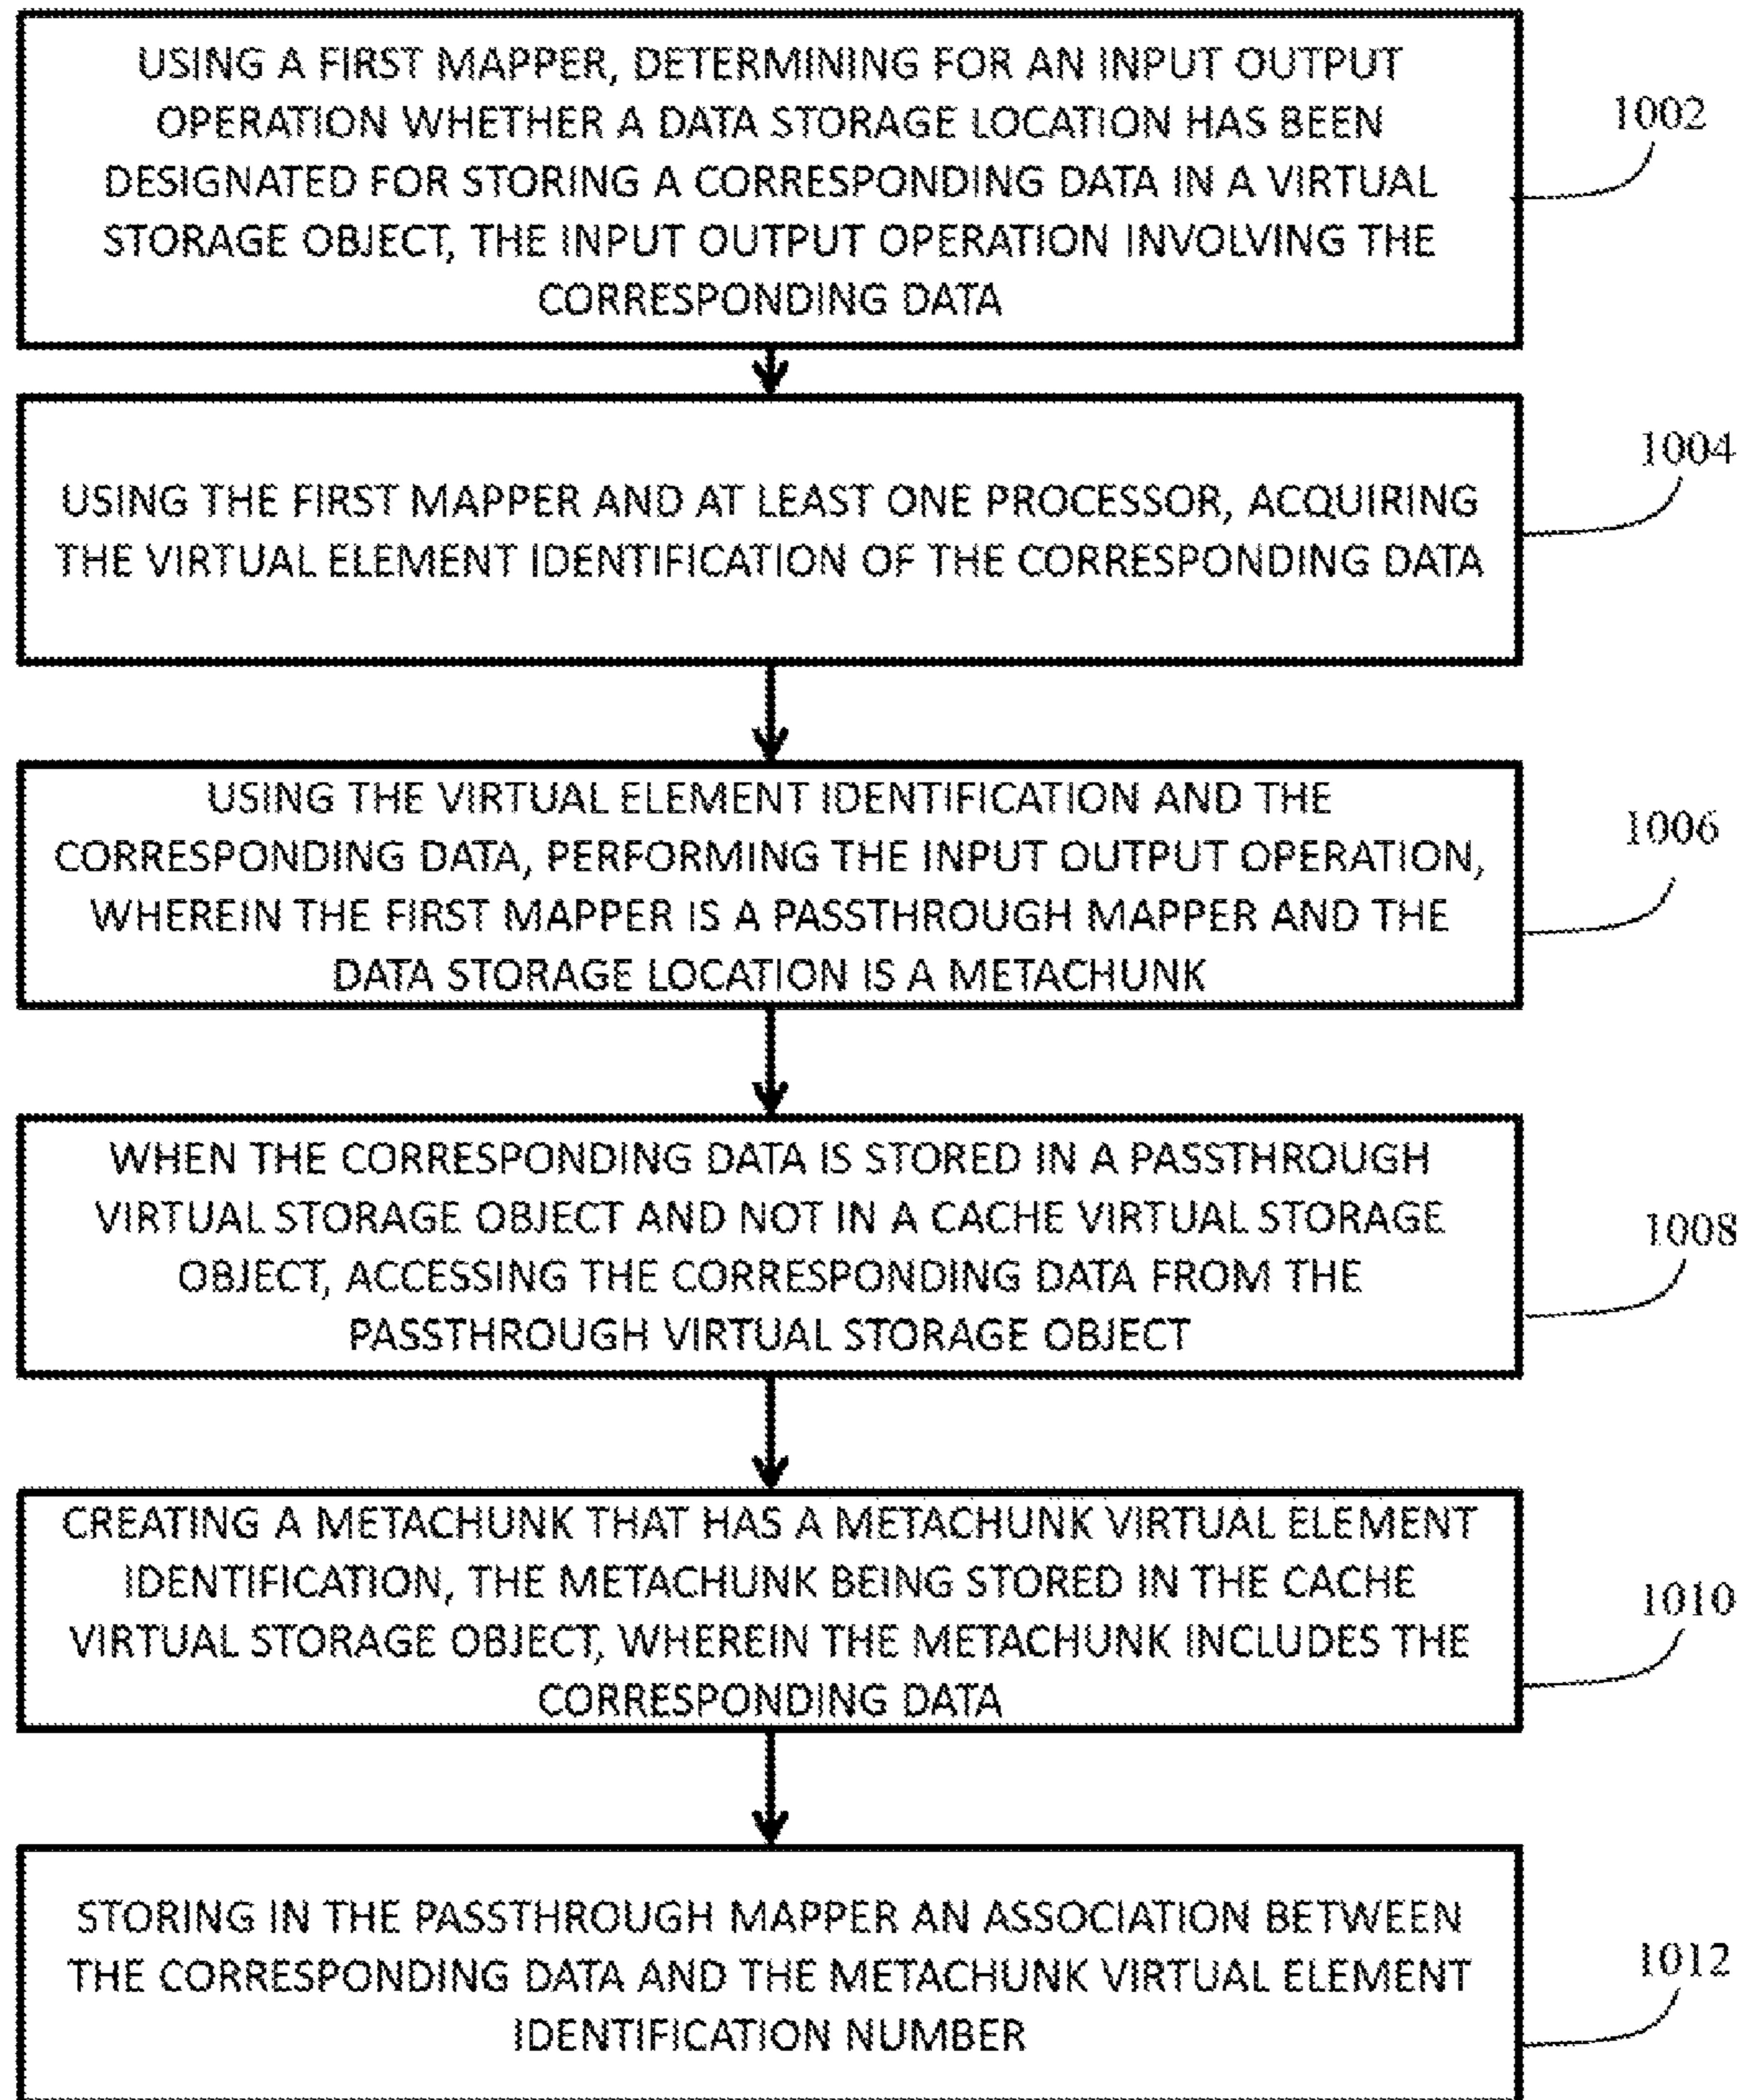 USING A FIRST MAPPER, DETERMINING FOR AN INPUT OUTPUT
OPERATION WHETHER A DATA STORAGE LOCATION HAS BEEN
DESIGNATED FOR STORING A CORRESPONDING DATA IN A VIRTUAL
STORAGE OBJECT, THE INPUT OUTPUT OPERATION INVOLVING THE
CORRESPONDING DATA
1002
USING THE FIRST MAPPER AND AT LEAST ONE PROCESSOR, ACQUIRING
THE VIRTUAL ELEMENT IDENTIFICATION OF THE CORRESPONDING DATA
1004
USING THE VIRTUAL ELEMENT IDENTIFICATION AND THE
CORRESPONDING DATA, PERFORMING THE INPUT OUTPUT OPERATION,
WHEREIN THE FIRST MAPPER IS A PASSTHROUGH MAPPER AND THE
DATA STORAGE LOCATION IS A METACHUNK
1006
WHEN THE CORRESPONDING DATA IS STORED IN A PASSTHROUGH
VIRTUAL STORAGE OBJECT AND NOT IN A CACHE VIRTUAL STORAGE
OBJECT, ACCESSING THE CORRESPONDING DATA FROM THE
PASSTHROUGH VIRTUAL STORAGE OBJECT
1008
CREATING A METACHUNK THAT HAS A METACHUNK VIRTUAL ELEMENT
IDENTIFICATION, THE METACHUNK BEING STORED IN THE CACHE
VIRTUAL STORAGE OBJECT, WHEREIN THE METACHUNK INCLUDES THE
CORRESPONDING DATA
1010
STORING IN THE PASSTHROUGH MAPPER AN ASSOCIATION BETWEEN
THE CORRESPONDING DATA AND THE METACHUNK VIRTUAL ELEMENT
IDENTIFICATION NUMBER
1012